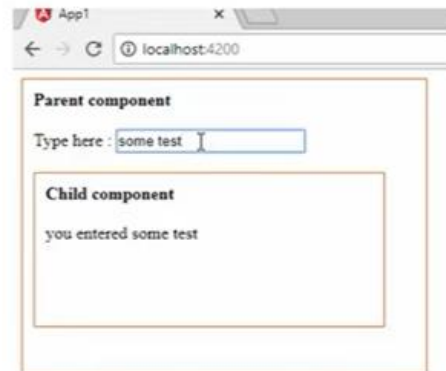 App1
localhost:4200
Parent component
Type here : some test
Child component
you entered some test